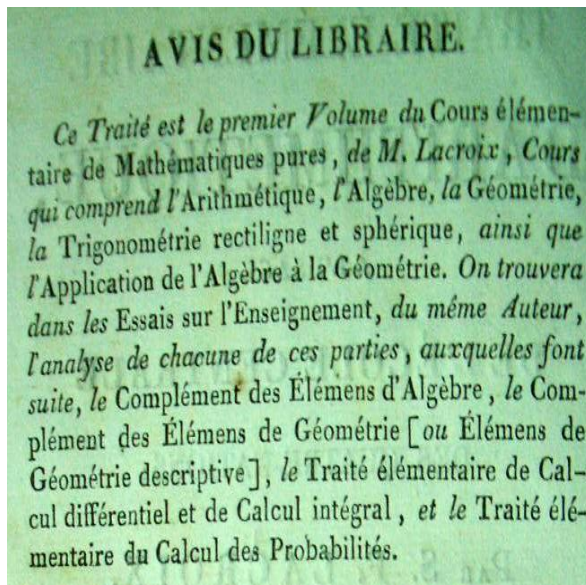 AVIS DU LIBRAIRE.
Ce Traité est le premier Volume du Cours élémen-
taire de Mathématiques pures, de M. Lacroix, Cours
qui comprend l'Arithmétique, l'Algèbre, la Géométrie,
la Trigonométrie rectiligne et sphérique, ainsi que
l'Application de l'Algèbre à la Géométrie. On trouvera
dans les Essais sur l'Enseignement, du même Auteur,
l'analyse de chacune de ces parties, auxquelles font
suite, le Complément des Élémens d'Algèbre, le Com-
plément des Élémens de Géométrie [ou Élémens de
Géométrie descriptive], le Traité élémentaire de Cal-
cul différentiel et de Calcul intégral, et le Traité élé-
mentaire du Calcul des Probabilités.